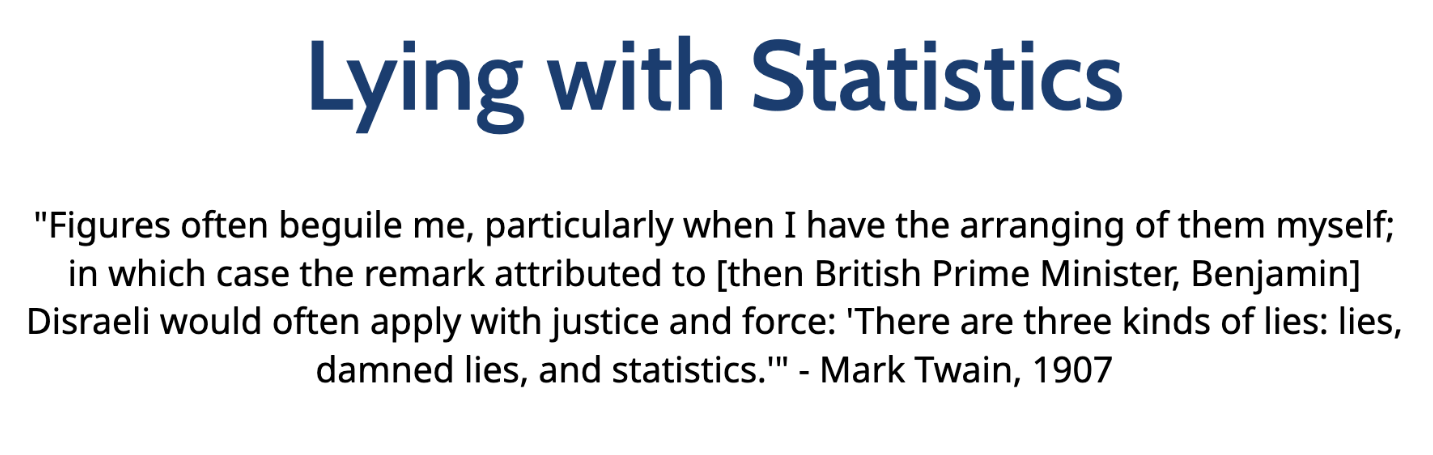 Lying with Statistics
"Figures often beguile me, particularly when I have the arranging of them myself;
in which case the remark attributed to [then British Prime Minister, Benjamin]
Disraeli would often apply with justice and force: 'There are three kinds of lies: lies,
damned lies, and statistics.'" - Mark Twain, 1907